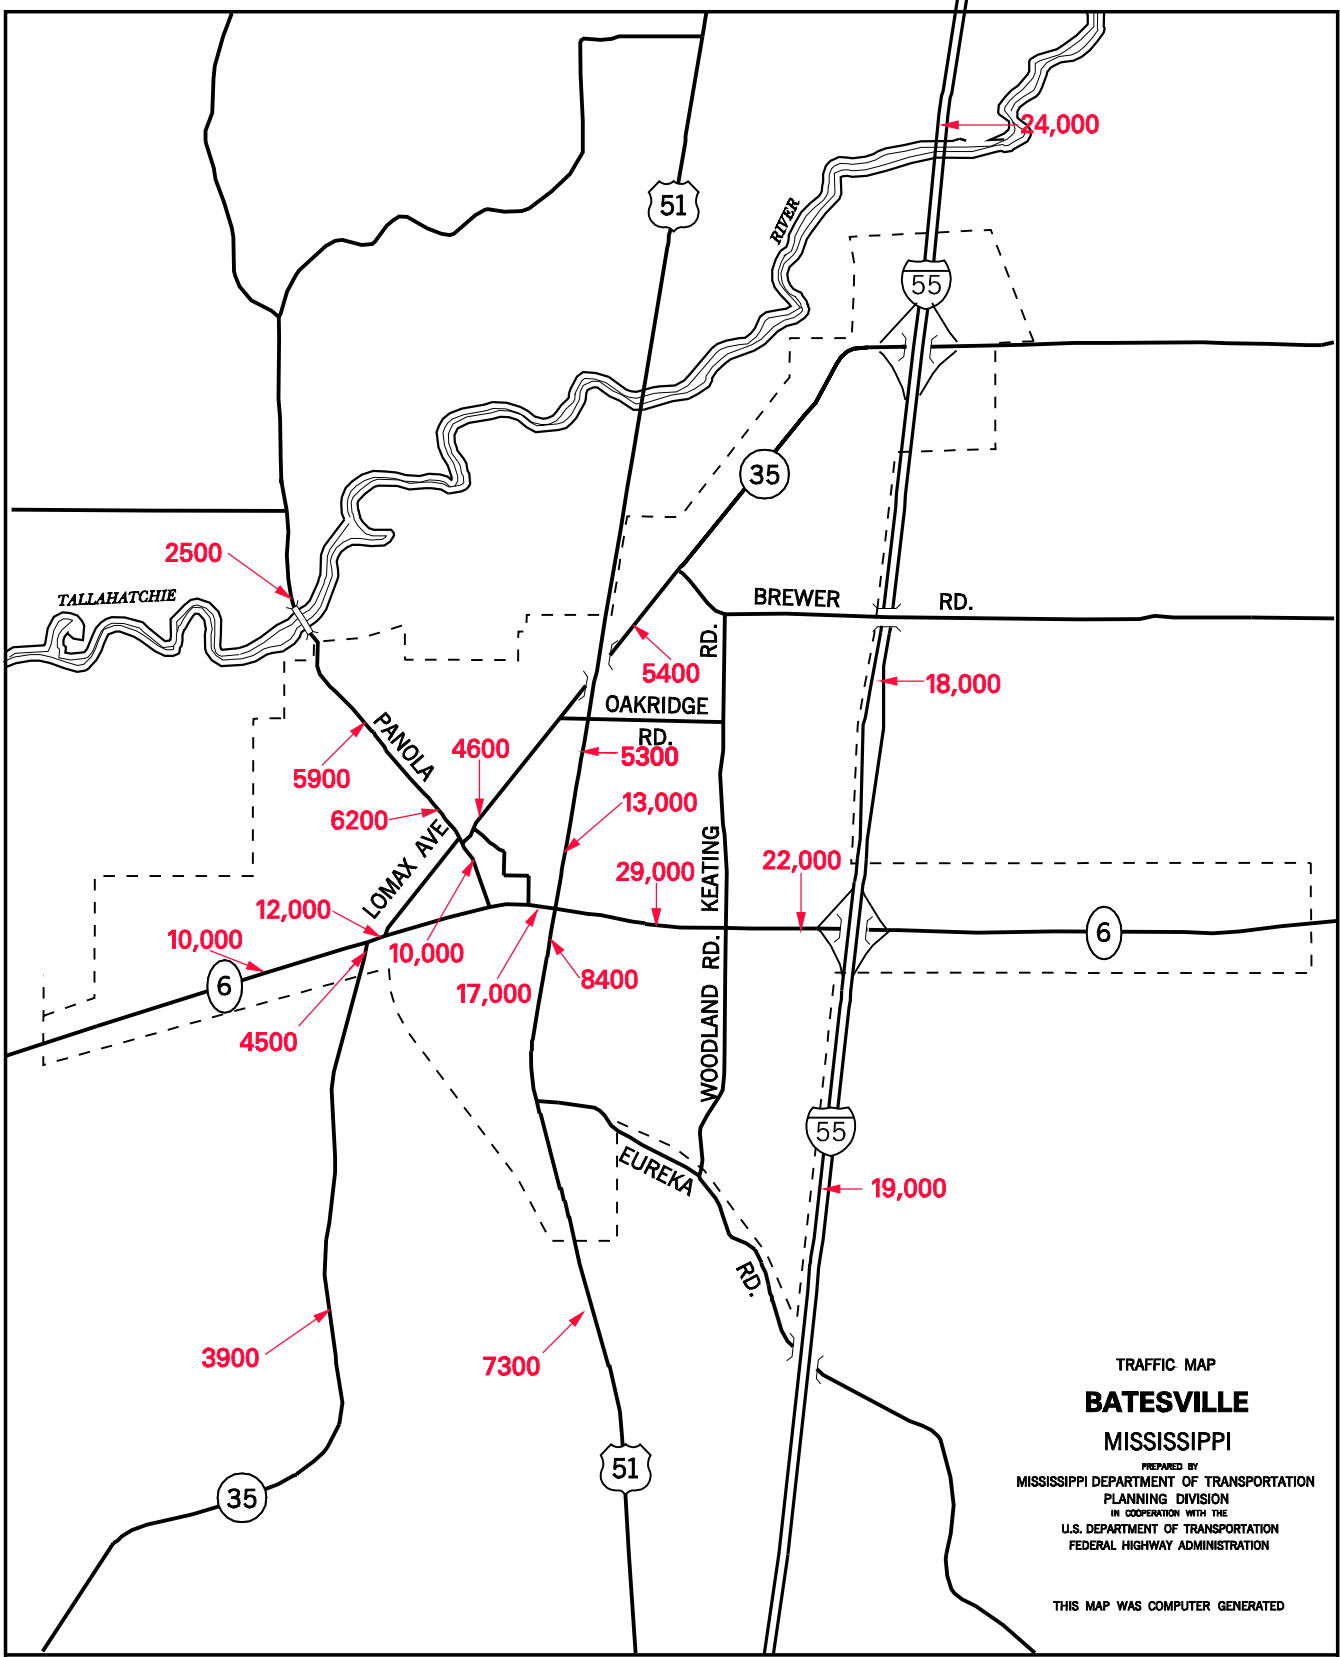 24,000
51
RIVER
55
35
2500
TALLAHATCHIE
BREWER RD.
RD.
5400
18,000
OAKRIDGE
RD.
PANOLA
4600
5300
5900
13,000
6200
LOMAX AVE.
KEATING
22,000
29,000
12,000
10,000
10,000
6
6
17,000
8400
WOODLAND RD.
4500
55
EUREKA
19,000
RD.
3900
7300
51
35
TRAFFIC MAP
BATESVILLE
MISSISSIPPI
PREPARED BY
MISSISSIPPI DEPARTMENT OF TRANSPORTATION
PLANNING DIVISION
IN COOPERATION WITH THE
U.S. DEPARTMENT OF TRANSPORTATION
FEDERAL HIGHWAY ADMINISTRATION
THIS MAP WAS COMPUTER GENERATED